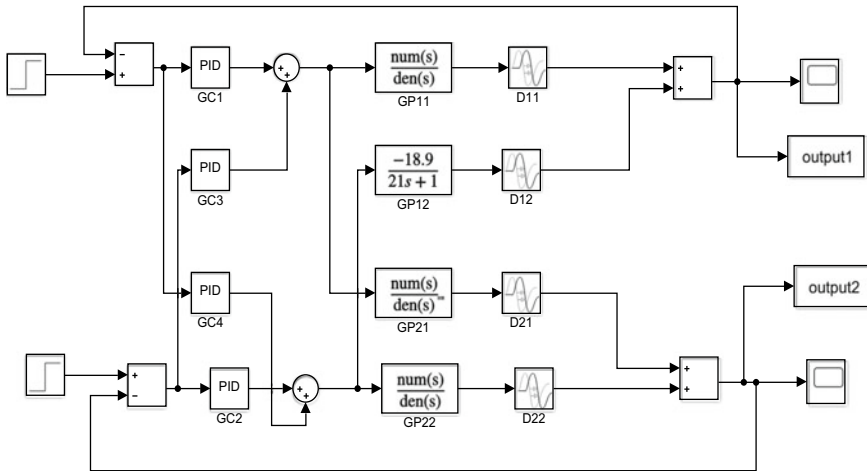 −
+
PID
GC1
+
+
num(s)
den(s)
GP11
D11
+
+
output1
PID
GC3
−18.9
21s + 1
GP12
D12
PID
GC4
num(s)
den(s)
GP21
D21
output2
+
−
PID
GC2
+
+
num(s)
den(s)
GP22
D22
+
+